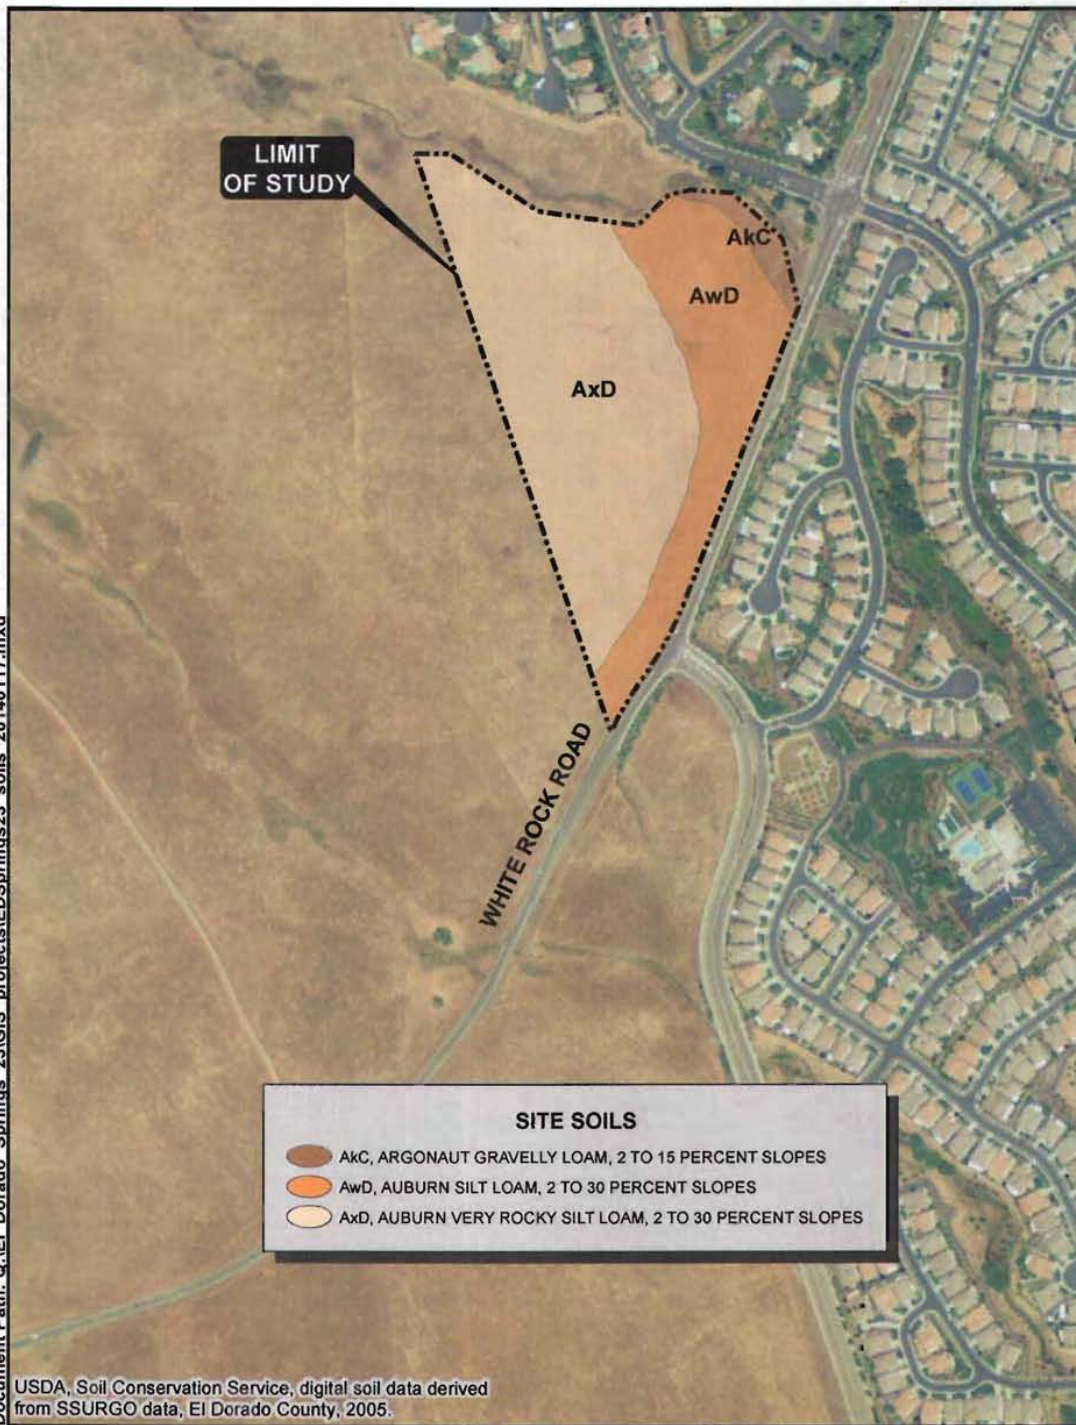 LIMIT
OF STUDY
AkC
AwD
AxD
WHITE ROCK ROAD
SITE SOILS
AkC, ARGONAUT GRAVELLY LOAM, 2 TO 15 PERCENT SLOPES
AwD, AUBURN SILT LOAM, 2 TO 30 PERCENT SLOPES
AxD, AUBURN VERY ROCKY SILT LOAM, 2 TO 30 PERCENT SLOPES
USDA, Soil Conservation Service, digital soil data derived
from SSURGO data, El Dorado County, 2005.